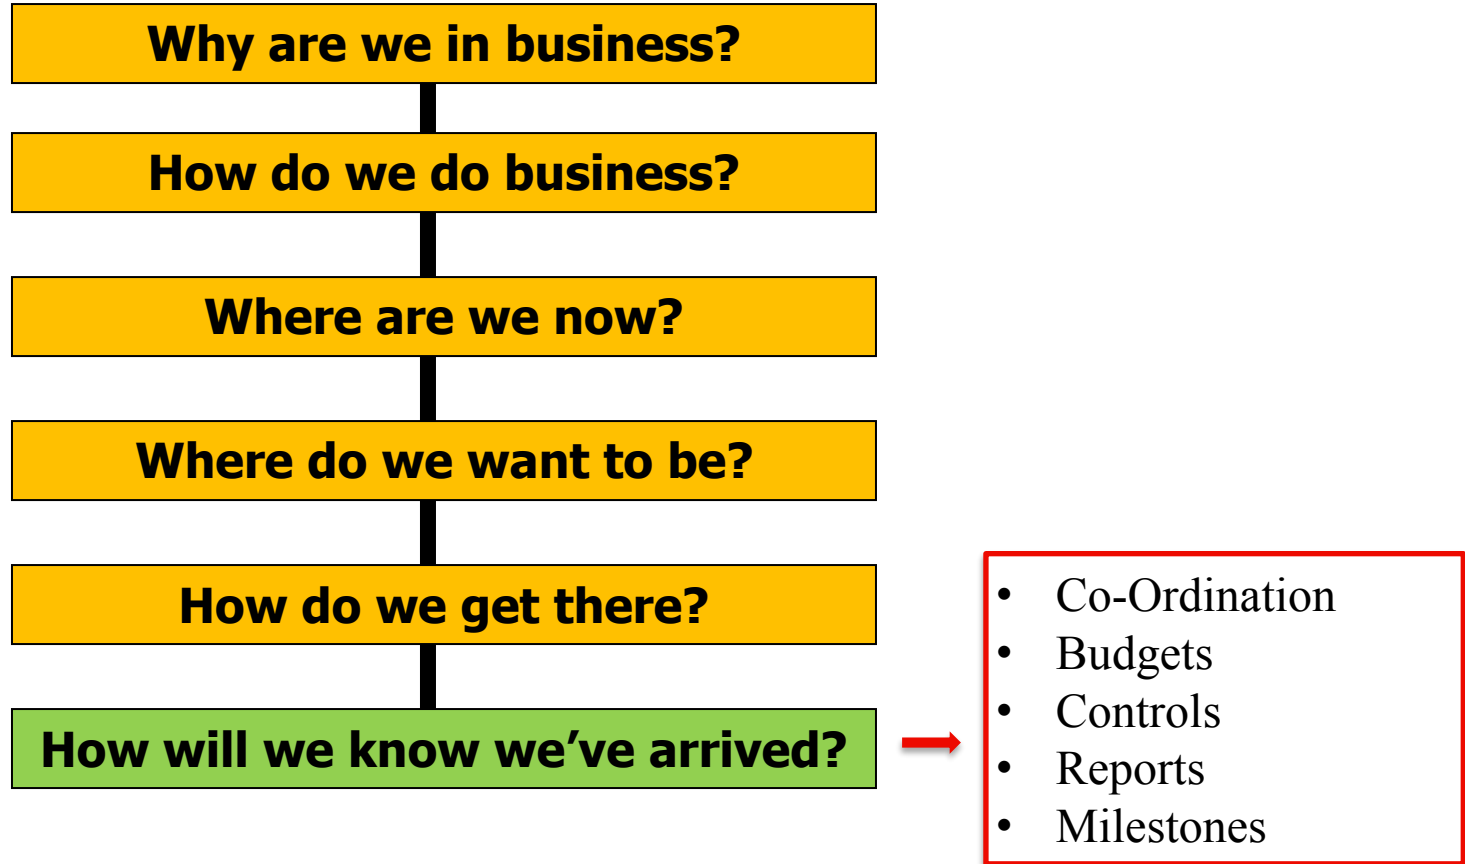 Why are we in business?
How do we do business?
Where are we now?
Where do we want to be?
How do we get there?
How will we know we’ve arrived?
• Co-Ordination
• Budgets
• Controls
• Reports
• Milestones